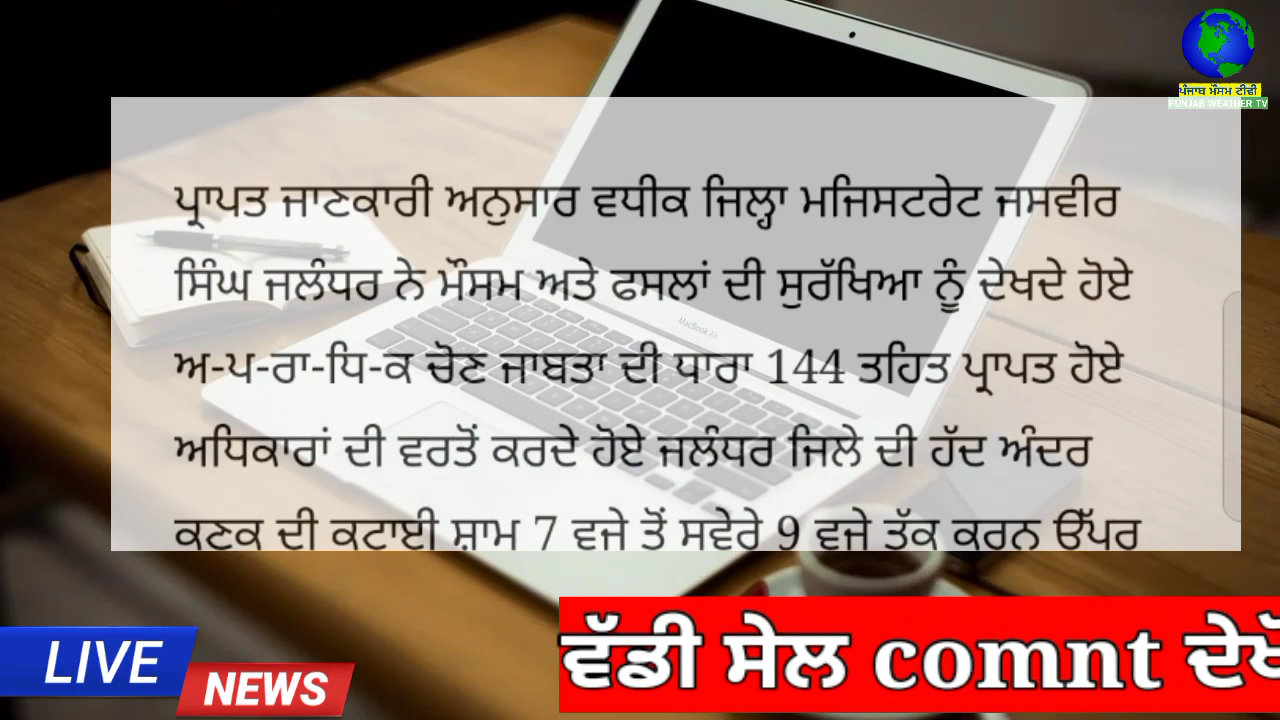 ਪੰਜਾਬ ਮੌਸਮ ਟੀਵੀ
PUNJAB WEATHER TV
ਪ੍ਰਾਪਤ ਜਾਣਕਾਰੀ ਅਨੁਸਾਰ ਵਧੀਕ ਜਿਲ੍ਹਾ ਮਜਿਸਟਰੇਟ ਜਸਵੀਰ
ਸਿੰਘ ਜਲੰਧਰ ਨੇ ਮੌਸਮ ਅਤੇ ਫਸਲਾਂ ਦੀ ਸੁਰੱਖਿਆ ਨੂੰ ਦੇਖਦੇ ਹੋਏ
ਅ-ਪ-ਰਾ-ਧਿ-ਕ ਚੋਣ ਜਾਬਤਾ ਦੀ ਧਾਰਾ 144 ਤਹਿਤ ਪ੍ਰਾਪਤ ਹੋਏ
ਅਧਿਕਾਰਾਂ ਦੀ ਵਰਤੋਂ ਕਰਦੇ ਹੋਏ ਜਲੰਧਰ ਜਿਲੇ ਦੀ ਹੱਦ ਅੰਦਰ
ਕਣਕ ਦੀ ਕਟਾਈ ਸ਼ਾਮ 7 ਵਜੇ ਤੋਂ ਸਵੇਰੇ 9 ਵਜੇ ਤੱਕ ਕਰਨ ਉੱਪਰ
MacBook Air
ਵੱਡੀ ਸੇਲ comnt ਦੇਖੋ
LIVE
NEWS